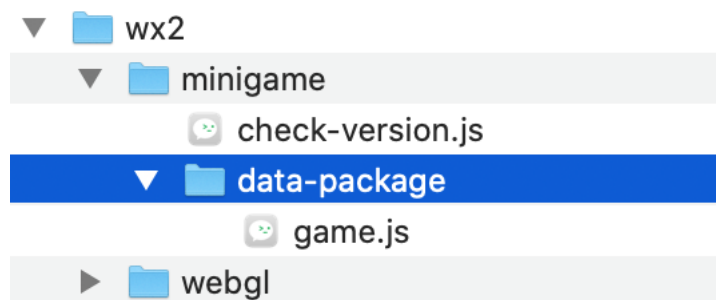 wx2
minigame
check-version.js
data-package
game.js
webgl